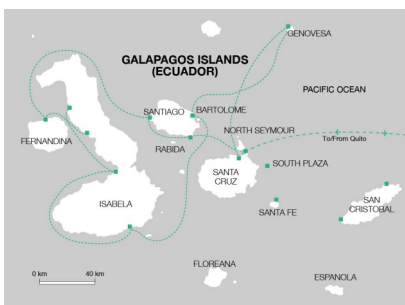 GENOVESA
GALAPAGOS ISLANDS
(ECUADOR)
PACIFIC OCEAN
SANTIAGO
BARTOLOME
NORTH SEYMOUR
FERNANDINA
RABIDA
To/From Quito
SANTA
CRUZ
SOUTH PLAZA
ISABELA
SAN
CRISTOBAL
SANTA FE
FLOREANA
ESPANOLA
0 km
40 km